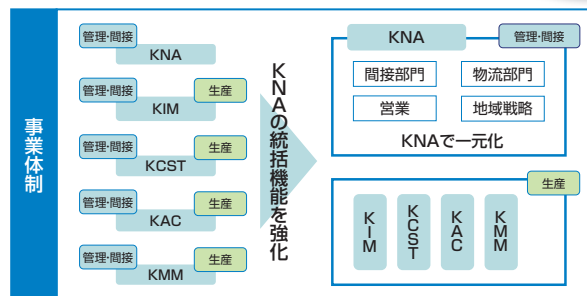 事業体制
管理・間接
KNA
管理・間接
生産
KIM
管理・間接
生産
KCST
管理・間接
生産
KAC
管理・間接
生産
KMM
KNAの統括機能を強化
KNA
管理・間接
間接部門
物流部門
営業
地域戦略
KNAで一元化
生産
KIM
KCST
KAC
KMM